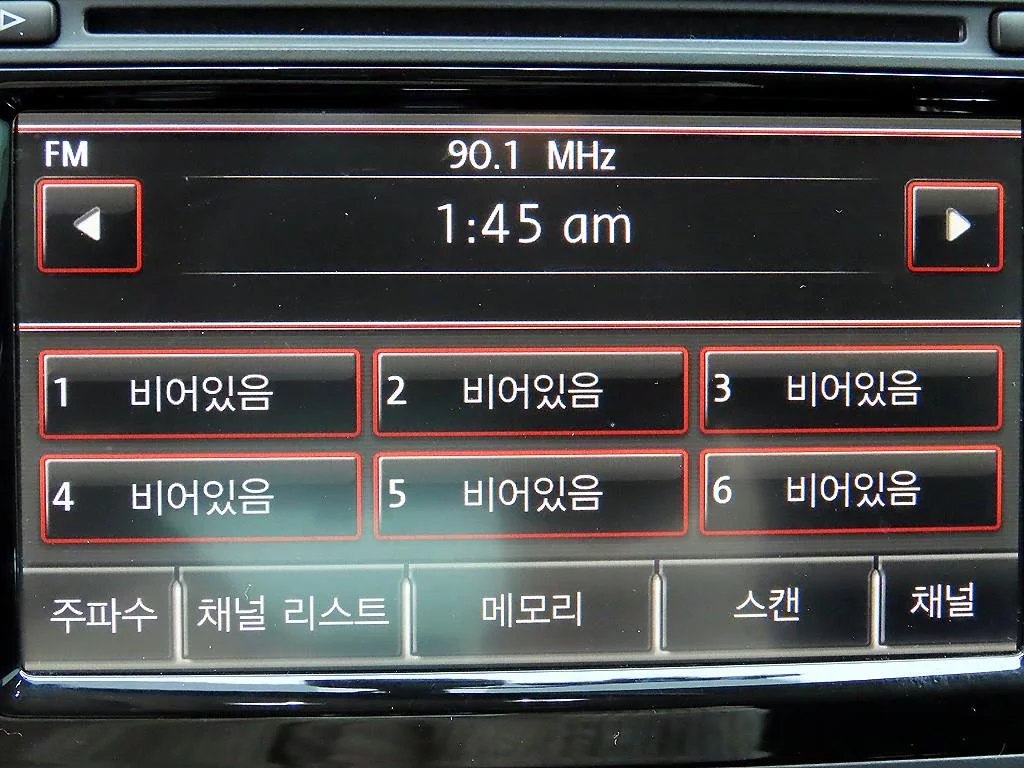 FM 90.1 MHz
1:45 am
1 비어있음 2 비어있음 3 비어있음
4 비어있음 5 비어있음 6 비어있음
주파수 채널 리스트 메모리 스캔 채널